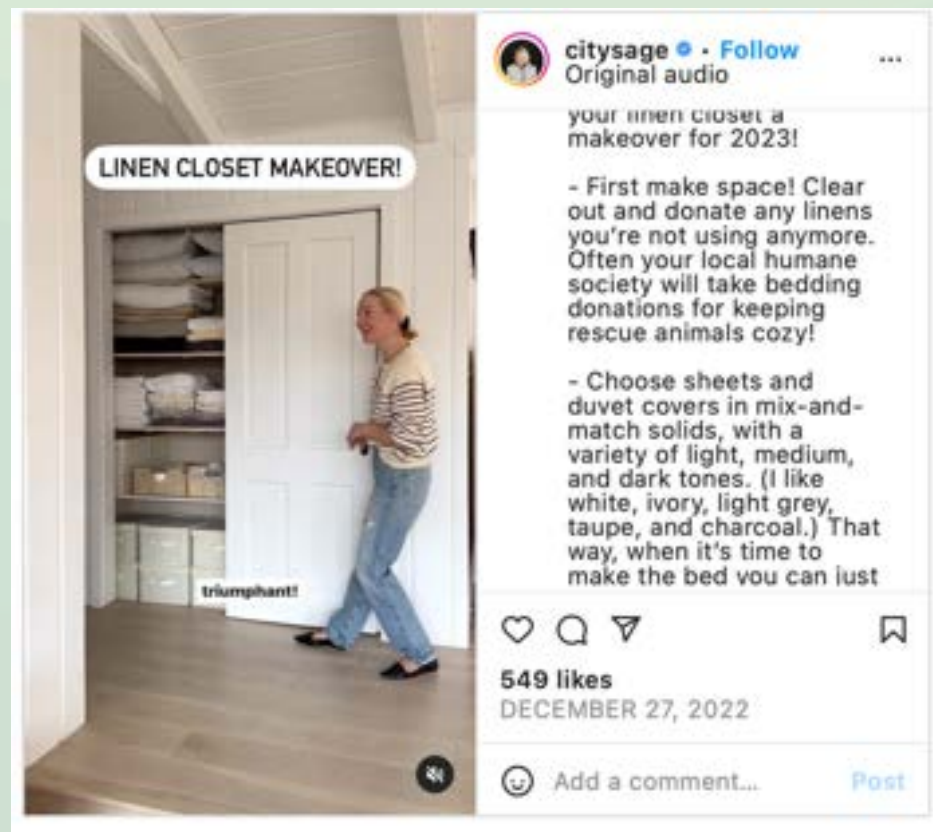 LINEN CLOSET MAKEOVER!
triumphant!
citysage • Follow
Original audio
your linen closet a
makeover for 2023!
- First make space! Clear
out and donate any linens
you're not using anymore.
Often your local humane
society will take bedding
donations for keeping
rescue animals cozy!
- Choose sheets and
duvet covers in mix-and-
match solids, with a
variety of light, medium,
and dark tones. (I like
white, ivory, light grey,
taupe, and charcoal.) That
way, when it's time to
make the bed you can just
549 likes
DECEMBER 27, 2022
Add a comment...
Post